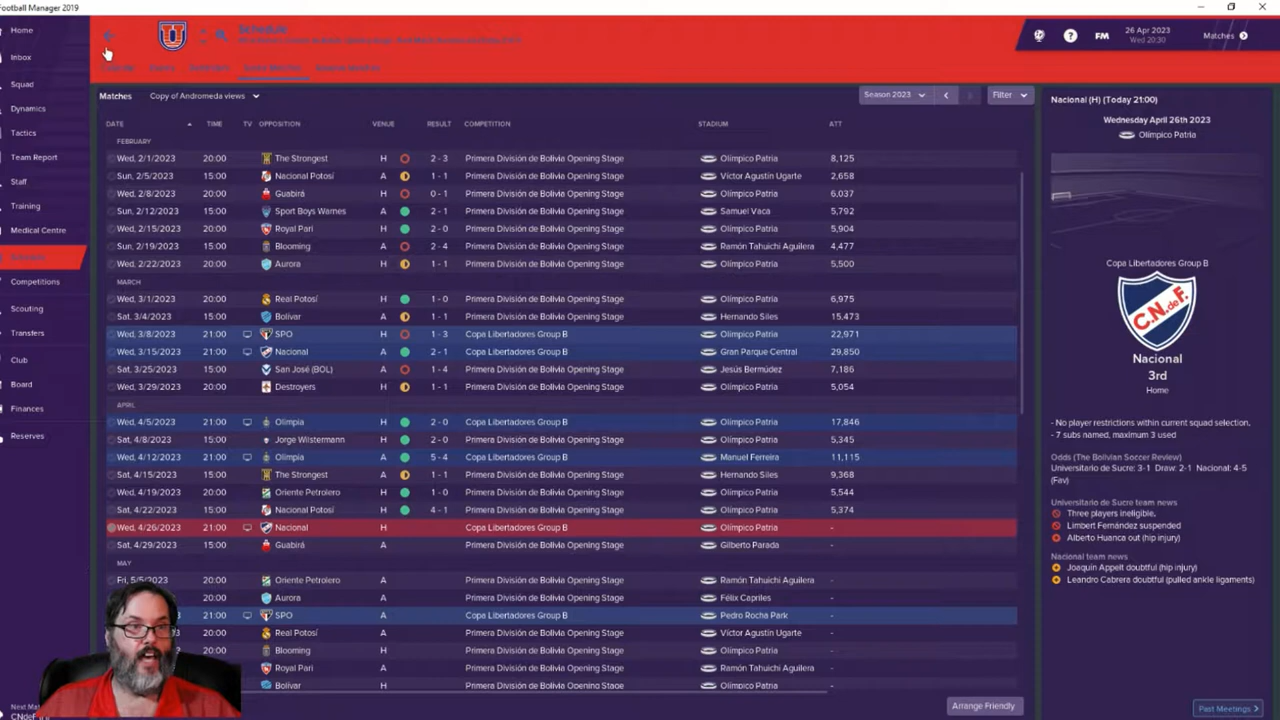 Football Manager 2019
26 Apr 2023
Wed 20:30
FM
Matches
Schedule
Home
Inbox
Squad
Dynamics
Tactics
Team Report
Staff
Training
Medical Centre
Competitions
Scouting
Transfers
Club
Board
Finances
Reserves
Matches Copy of Andromeda views Season 2023 Filter
DATE TIME TV OPPOSITION VENUE RESULT COMPETITION STADIUM ATT
FEBRUARY
Wed, 2/1/2023 20:00 The Strongest H 2 - 3 Primera División de Bolivia Opening Stage Olímpico Patria 8,125
Sun, 2/5/2023 15:00 Nacional Potosí A 1 - 1 Primera División de Bolivia Opening Stage Víctor Agustín Ugarte 2,658
Wed, 2/8/2023 20:00 Guabirá H 0 - 1 Primera División de Bolivia Opening Stage Olímpico Patria 6,037
Sun, 2/12/2023 15:00 Sport Boys Warnes A 2 - 1 Primera División de Bolivia Opening Stage Samuel Vaca 5,792
Wed, 2/15/2023 20:00 Royal Pari H 2 - 0 Primera División de Bolivia Opening Stage Olímpico Patria 5,904
Sun, 2/19/2023 15:00 Blooming A 2 - 4 Primera División de Bolivia Opening Stage Ramón Tahuichi Aguilera 4,477
Wed, 2/22/2023 20:00 Aurora H 1 - 1 Primera División de Bolivia Opening Stage Olímpico Patria 5,500
MARCH
Wed, 3/1/2023 20:00 Real Potosí H 1 - 0 Primera División de Bolivia Opening Stage Olímpico Patria 6,975
Sat, 3/4/2023 15:00 Bolívar A 3 - 1 Primera División de Bolivia Opening Stage Hernando Siles 15,473
Wed, 3/8/2023 21:00 SPO H 1 - 3 Copa Libertadores Group B Olímpico Patria 22,971
Wed, 3/15/2023 21:00 Nacional A 2 - 1 Copa Libertadores Group B Gran Parque Central 29,850
Sat, 3/25/2023 15:00 San José (BOL) A 1 - 4 Primera División de Bolivia Opening Stage Jesús Bermúdez 7,186
Wed, 3/29/2023 20:00 Destroyers H 1 - 1 Primera División de Bolivia Opening Stage Olímpico Patria 5,054
APRIL
Wed, 4/5/2023 21:00 Olimpia H 2 - 0 Copa Libertadores Group B Olímpico Patria 17,846
Sat, 4/8/2023 15:00 Jorge Wilstermann H 2 - 0 Primera División de Bolivia Opening Stage Olímpico Patria 5,345
Wed, 4/12/2023 21:00 Olimpia A 5 - 4 Copa Libertadores Group B Manuel Ferreira 11,115
Sat, 4/15/2023 15:00 The Strongest A 1 - 1 Primera División de Bolivia Opening Stage Hernando Siles 9,368
Wed, 4/19/2023 20:00 Oriente Petrolero H 1 - 0 Primera División de Bolivia Opening Stage Olímpico Patria 5,544
Sat, 4/22/2023 15:00 Nacional Potosí H 4 - 1 Primera División de Bolivia Opening Stage Olímpico Patria 5,374
Wed, 4/26/2023 21:00 Nacional H Copa Libertadores Group B Olímpico Patria -
Sat, 4/29/2023 15:00 Guabirá A Primera División de Bolivia Opening Stage Gilberto Parada -
MAY
Fri, 5/5/2023 20:00 Oriente Petrolero A Primera División de Bolivia Opening Stage Ramón Tahuichi Aguilera -
20:00 Aurora A Primera División de Bolivia Opening Stage Félix Capriles -
21:00 SPO A Copa Libertadores Group B Pedro Rocha Park -
20:00 Real Potosí A Primera División de Bolivia Opening Stage Víctor Agustín Ugarte -
20:00 Blooming H Primera División de Bolivia Opening Stage Olímpico Patria -
20:00 Royal Pari A Primera División de Bolivia Opening Stage Ramón Tahuichi Aguilera -
20:00 Bolívar H Primera División de Bolivia Opening Stage Olímpico Patria -
Arrange Friendly
Nacional (H) (Today 21:00)
Wednesday April 26th 2023
Olímpico Patria
Copa Libertadores Group B
C.N. de F.
Nacional
3rd
Home
- No player restrictions within current squad selection.
- 7 subs named, maximum 3 used
Odds (The Bolivian Soccer Review)
Universitario de Sucre: 3-1 Draw: 2-1 Nacional: 4-5
(Fav)
Universitario de Sucre team news
Three players ineligible.
Limbert Fernández suspended
Alberto Huanca out (hip injury)
Nacional team news
Joaquín Appelt doubtful (hip injury)
Leandro Cabrera doubtful (pulled ankle ligaments)
Past Meetings